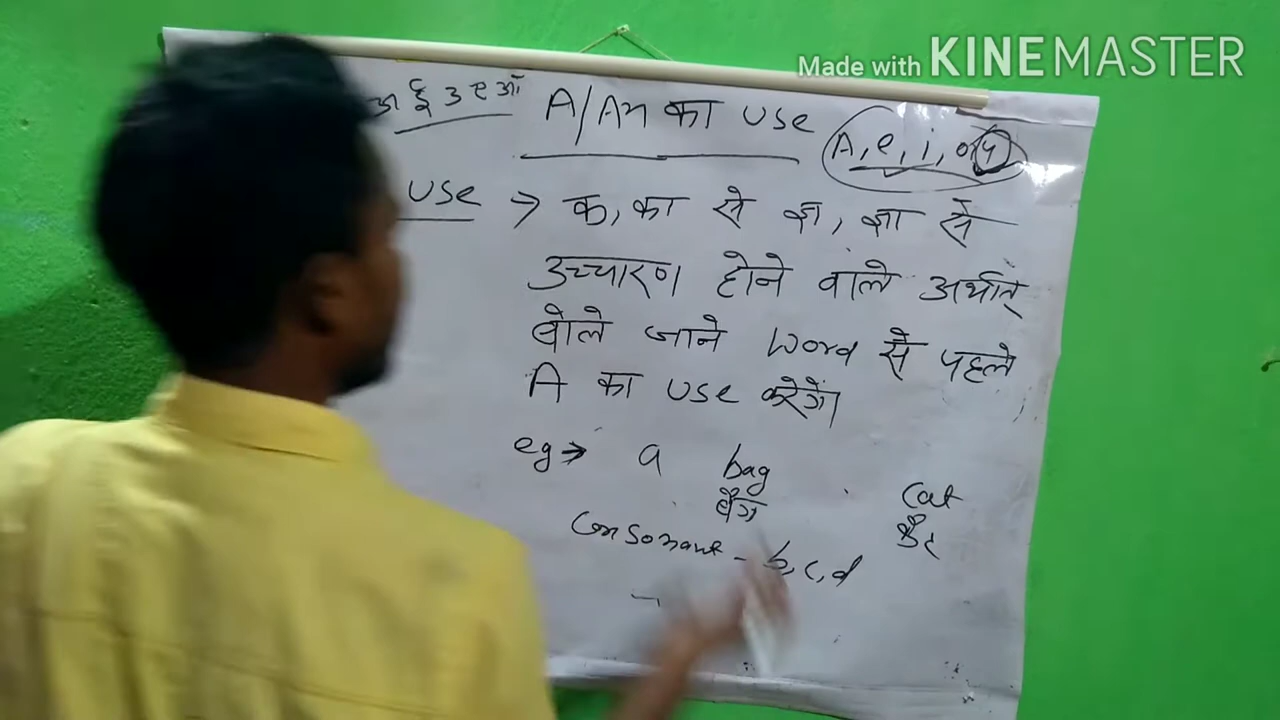 Made with KINEMASTER
अ ई उ ए ऑ
A/An का use
A, e, i, o, u
use → क, का से ज्ञ, ज्ञा से
उच्चारण होने वाले अर्थात्
बोले जाने word से पहले
A का use करेंगे।
eg→ a bag cat
बैग कैट
Consonant - b, c, d